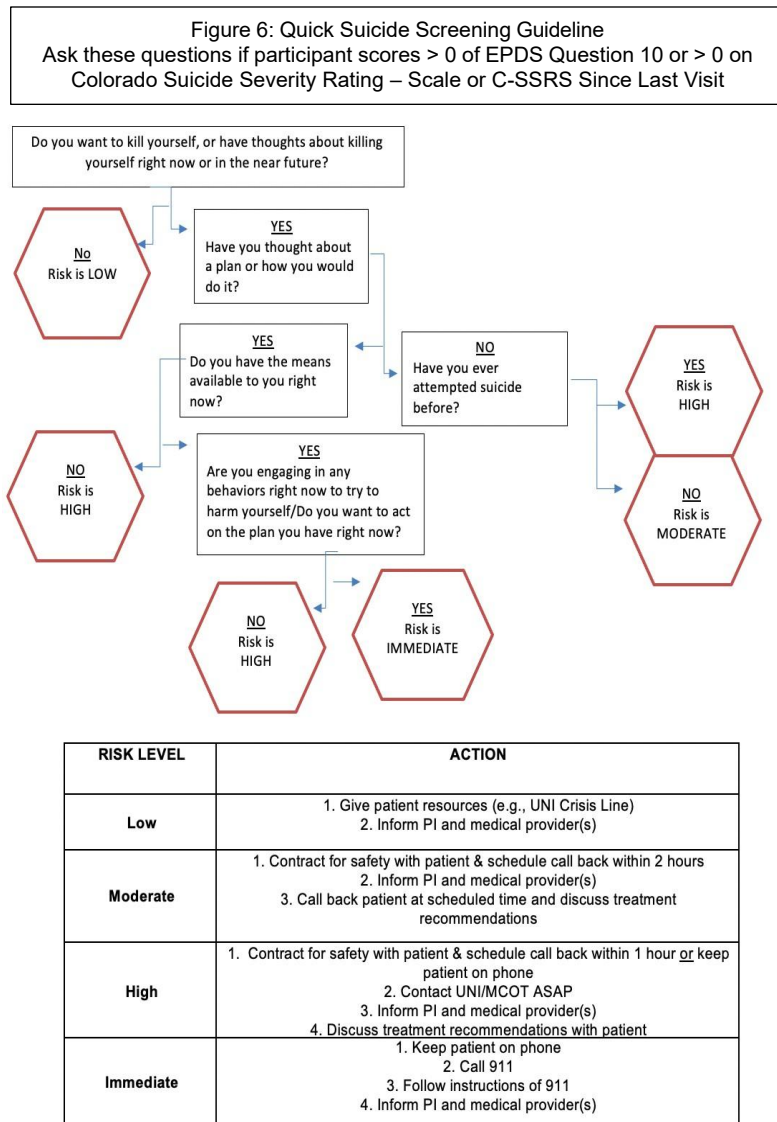 Figure 6: Quick Suicide Screening Guideline
Ask these questions if participant scores > 0 of EPDS Question 10 or > 0 on
Colorado Suicide Severity Rating – Scale or C-SSRS Since Last Visit
Do you want to kill yourself, or have thoughts about killing
yourself right now or in the near future?
No
Risk is LOW
YES
Have you thought about
a plan or how you would
do it?
YES
Do you have the means
available to you right
now?
NO
Have you ever
attempted suicide
before?
YES
Risk is
HIGH
NO
Risk is
MODERATE
NO
Risk is
HIGH
YES
Are you engaging in any
behaviors right now to try to
harm yourself/Do you want to act
on the plan you have right now?
NO
Risk is
HIGH
YES
Risk is
IMMEDIATE
RISK LEVEL
ACTION
Low
1. Give patient resources (e.g., UNI Crisis Line)
2. Inform PI and medical provider(s)
Moderate
1. Contract for safety with patient & schedule call back within 2 hours
2. Inform PI and medical provider(s)
3. Call back patient at scheduled time and discuss treatment
recommendations
High
1. Contract for safety with patient & schedule call back within 1 hour or keep
patient on phone
2. Contact UNI/MCOT ASAP
3. Inform PI and medical provider(s)
4. Discuss treatment recommendations with patient
Immediate
1. Keep patient on phone
2. Call 911
3. Follow instructions of 911
4. Inform PI and medical provider(s)